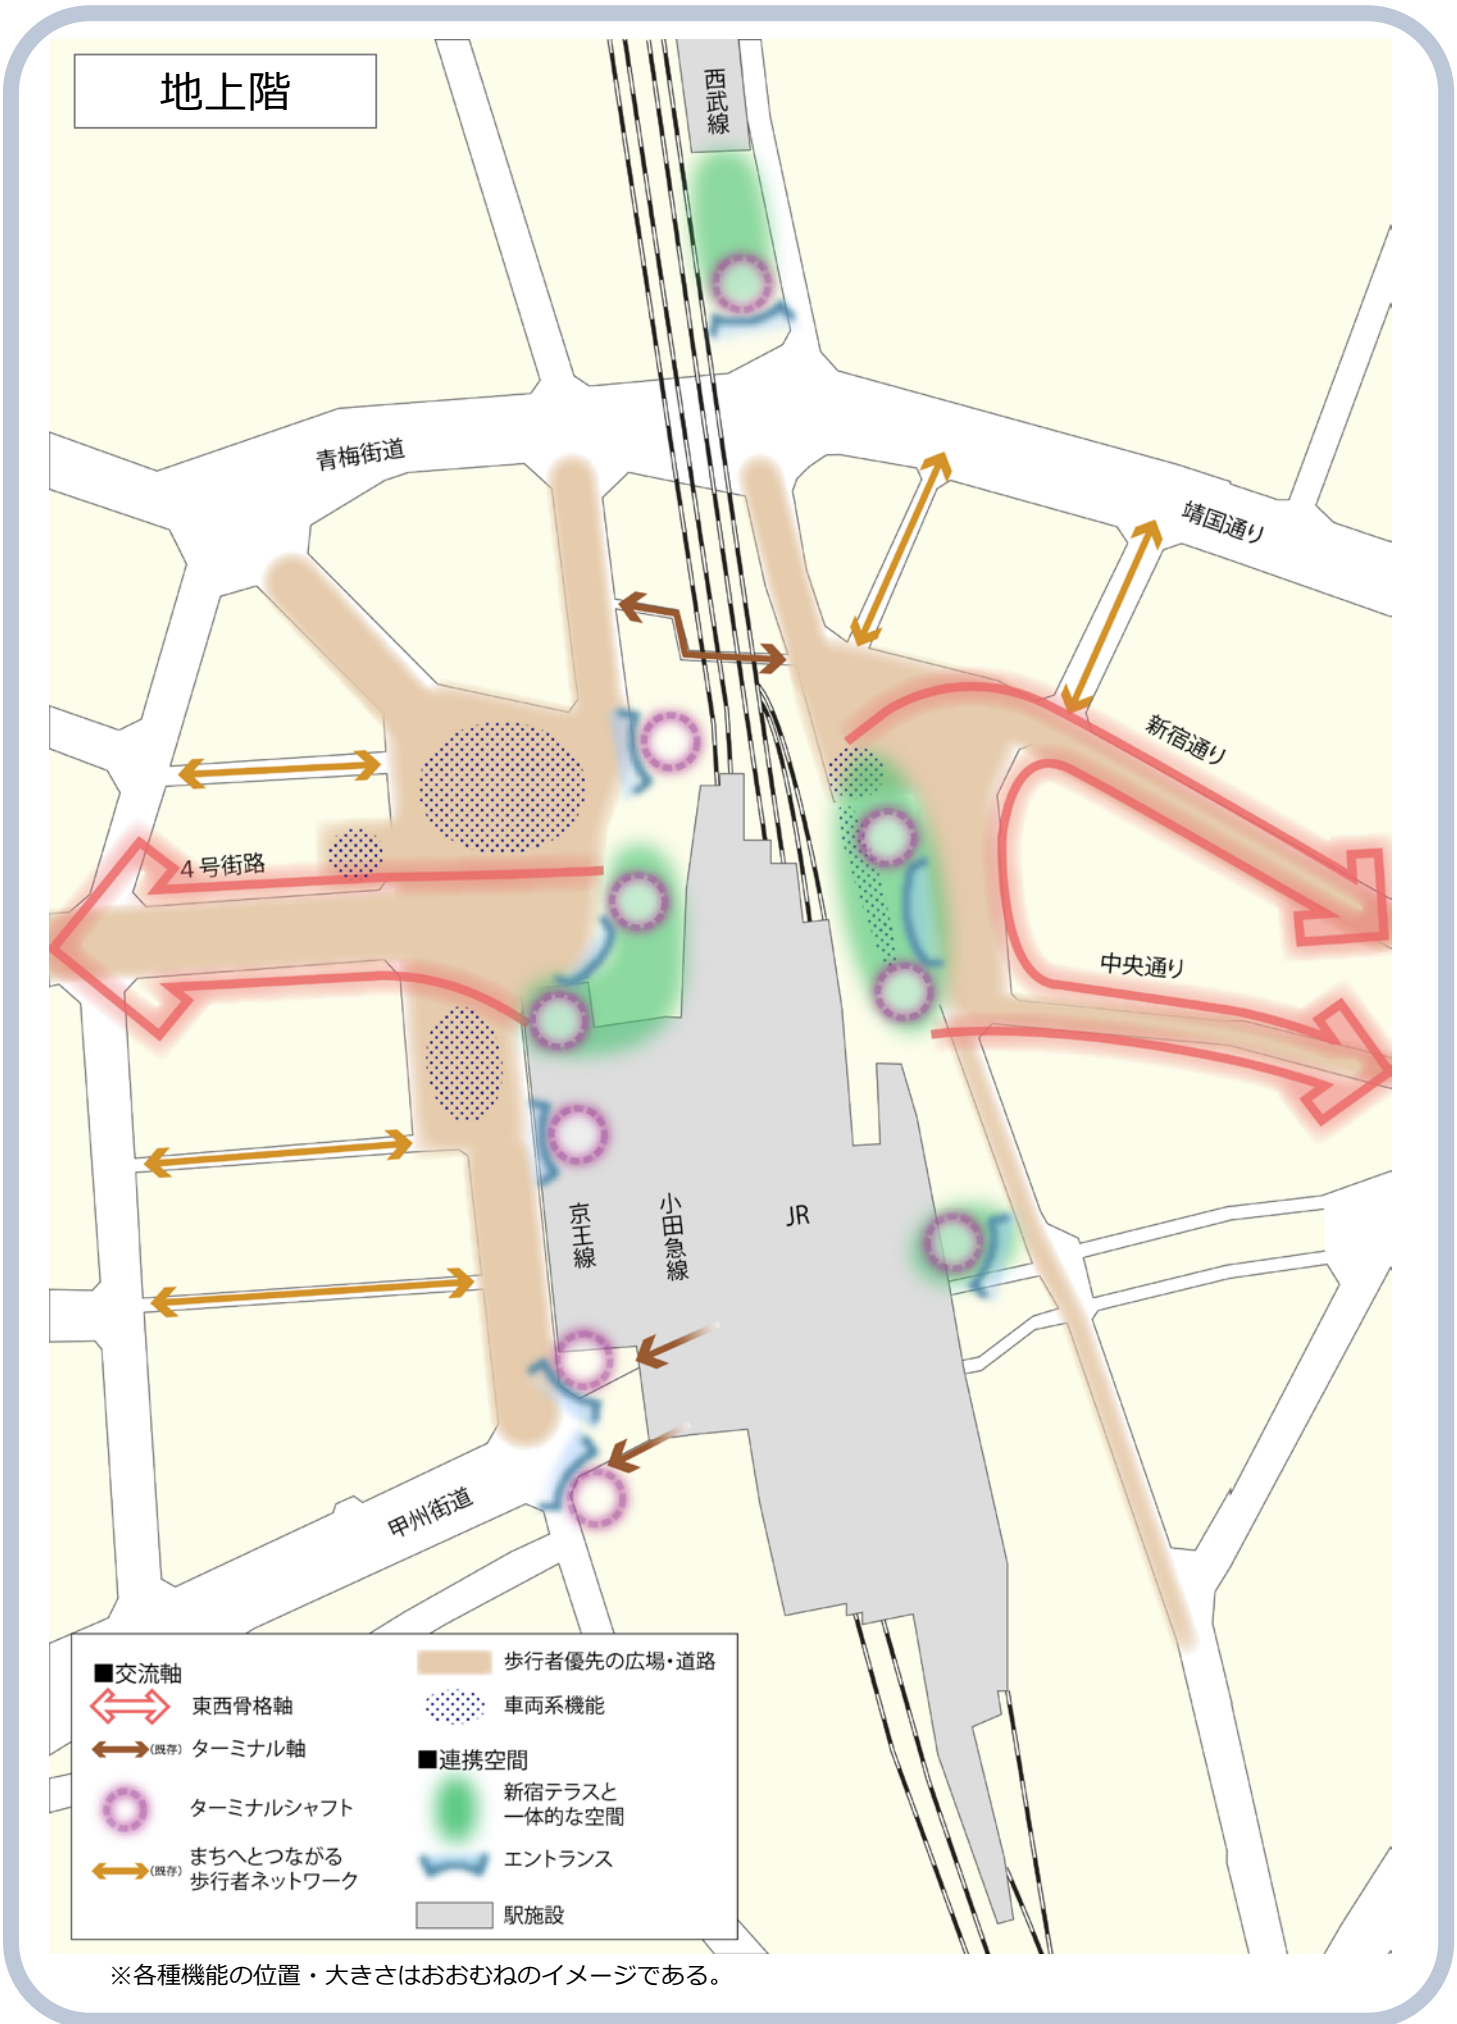 地上階
西武線
青梅街道
靖国通り
新宿通り
4号街路
中央通り
京王線
小田急線
JR
甲州街道
■交流軸
東西骨格軸
(既存)
ターミナル軸
ターミナルシャフト
(既存)
まちへとつながる
歩行者ネットワーク
歩行者優先の広場・道路
車両系機能
■連携空間
新宿テラスと
一体的な空間
エントランス
駅施設
※各種機能の位置・大きさはおおむねのイメージである。